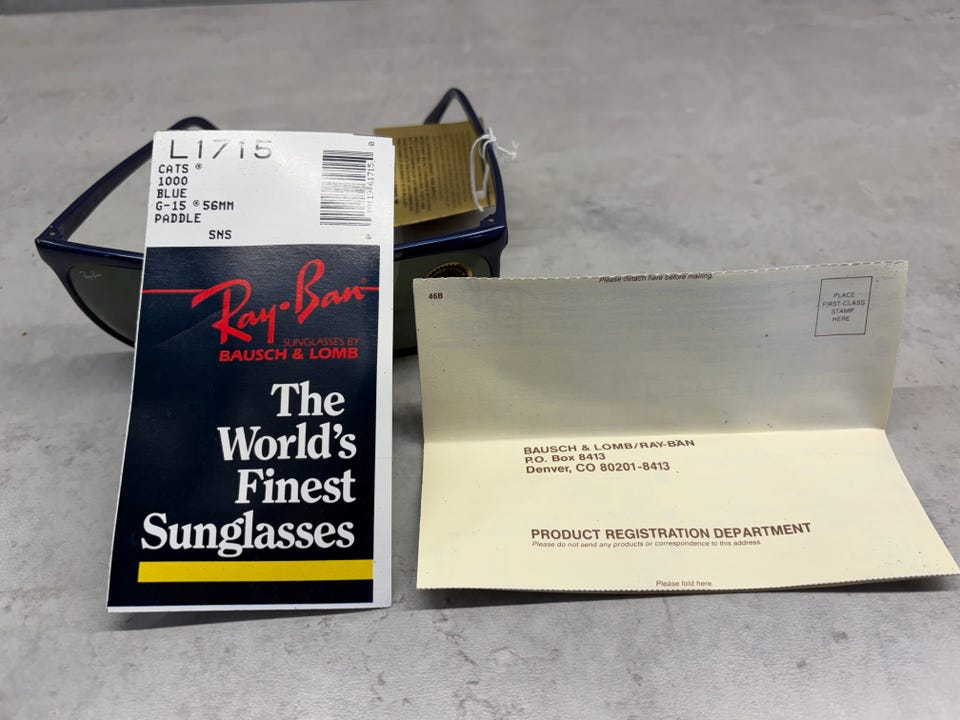 L1715
CATS ®
1000
BLUE
G-15 ® 56MM
PADDLE
SNS
Ray-Ban
Ray·Ban
SUNGLASSES BY
BAUSCH & LOMB
The
World's
Finest
Sunglasses
Please detach here before mailing.
46B
PLACE
FIRST-CLASS
STAMP
HERE
BAUSCH & LOMB/RAY-BAN
P.O. Box 8413
Denver, CO 80201-8413
PRODUCT REGISTRATION DEPARTMENT
Please do not send any products or correspondence to this address.
Please fold here.